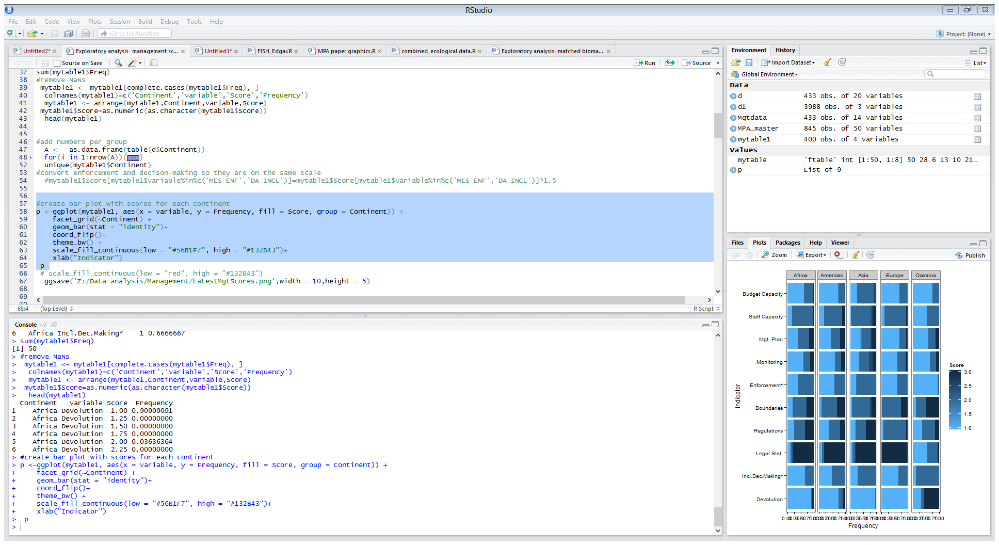 RStudio
File Edit Code View Plots Session Build Debug Tools Help
Go to file/function
Project: (None)
Untitled2* Exploratory analysis- management sc... Untitled1* FISH_Edgar.R MPA paper graphics.R combined_ecological data.R Exploratory analysis- matched bioma...
Source on Save Run Source
37 sum(mytable1$Freq)
38 #remove NaNs
39 mytable1 <- mytable1[complete.cases(mytable1$Freq), ]
40 colnames(mytable1)=c('Continent','variable','Score','Frequency')
41 mytable1 <- arrange(mytable1,Continent,variable,Score)
42 mytable1$Score=as.numeric(as.character(mytable1$Score))
43 head(mytable1)
44
45
46 #add numbers per group
47 A <- as.data.frame(table(d$Continent))
48 for(i in 1:nrow(A)){}
52 unique(mytable1$Continent)
53 #convert enforcement and decison-making so they are on the same scale
54 #mytable1$Score[mytable1$variable%in%c('MES_ENF','DA_INCL')]=mytable1$Score[mytable1$variable%in%c('MES_ENF','DA_INCL')]*1.5
55
56
57 #create bar plot with scores for each continent
58 p <-ggplot(mytable1, aes(x = variable, y = Frequency, fill = Score, group = Continent)) +
59 facet_grid(~Continent) +
60 geom_bar(stat = "identity")+
61 coord_flip()+
62 theme_bw() +
63 scale_fill_continuous(low = "#56B1F7", high = "#132B43")+
64 xlab("Indicator")
65 p
66 # scale_fill_continuous(low = "red", high = "#132B43")
67 ggsave('Z:/Data analysis/Management/LatestMgtScores.png',width = 10,height = 5)
68
69
70
65:4 (Top Level) R Script
Console ~/
6 Africa Incl.Dec.Making* 1 0.6666667
> sum(mytable1$Freq)
[1] 50
> #remove NaNs
> mytable1 <- mytable1[complete.cases(mytable1$Freq), ]
> colnames(mytable1)=c('Continent','variable','Score','Frequency')
> mytable1 <- arrange(mytable1,Continent,variable,Score)
> mytable1$Score=as.numeric(as.character(mytable1$Score))
> head(mytable1)
Continent variable Score Frequency
1 Africa Devolution 1.00 0.90909091
2 Africa Devolution 1.25 0.00000000
3 Africa Devolution 1.50 0.00000000
4 Africa Devolution 1.75 0.00000000
5 Africa Devolution 2.00 0.03636364
6 Africa Devolution 2.25 0.00000000
> #create bar plot with scores for each continent
> p <-ggplot(mytable1, aes(x = variable, y = Frequency, fill = Score, group = Continent)) +
+ facet_grid(~Continent) +
+ geom_bar(stat = "identity")+
+ coord_flip()+
+ theme_bw() +
+ scale_fill_continuous(low = "#56B1F7", high = "#132B43")+
+ xlab("Indicator")
> p
>
Environment History
Import Dataset List
Global Environment
Data
d 433 obs. of 20 variables
d1 3988 obs. of 3 variables
Mgtdata 433 obs. of 14 variables
MPA_master 845 obs. of 50 variables
mytable1 400 obs. of 4 variables
Values
mytable 'ftable' int [1:50, 1:8] 50 28 6 13 10 21...
p List of 9
Files Plots Packages Help Viewer
Zoom Export Publish
Africa Americas Asia Europe Oceania
Budget Capacity
Staff Capacity
Mgt. Plan
Monitoring
Enforcement*
Boundaries
Regulations
Legal Stat.
Incl.Dec.Making*
Devolution
Indicator
Frequency
Score
3.0
2.5
2.0
1.5
1.0